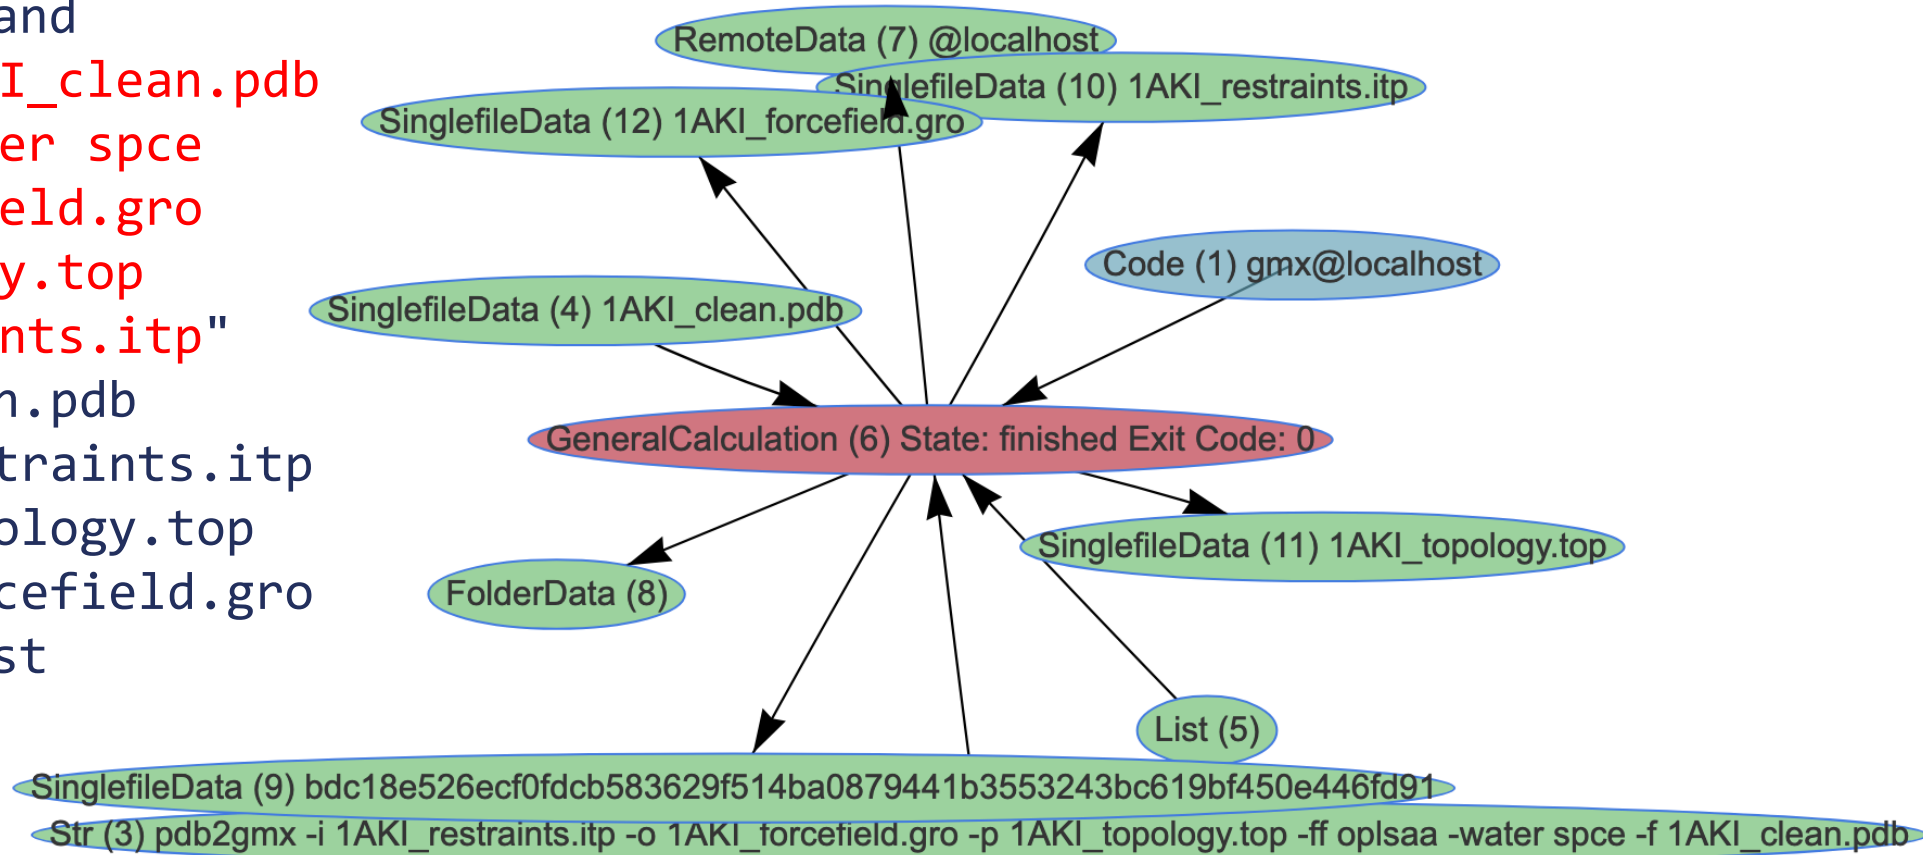 and
I_clean.pdb
er spce
eld.gro
y.top
nts.itp"
n.pdb
traints.itp
ology.top
cefield.gro
st
RemoteData (7) @localhost
SinglefileData (10) 1AKI_restraints.itp
SinglefileData (12) 1AKI_forcefield.gro
Code (1) gmx@localhost
SinglefileData (4) 1AKI_clean.pdb
GeneralCalculation (6) State: finished Exit Code: 0
SinglefileData (11) 1AKI_topology.top
FolderData (8)
List (5)
SinglefileData (9) bdc18e526ecf0fdcb583629f514ba0879441b3553243bc619bf450e446fd91
Str (3) pdb2gmx -i 1AKI_restraints.itp -o 1AKI_forcefield.gro -p 1AKI_topology.top -ff oplsaa -water spce -f 1AKI_clean.pdb